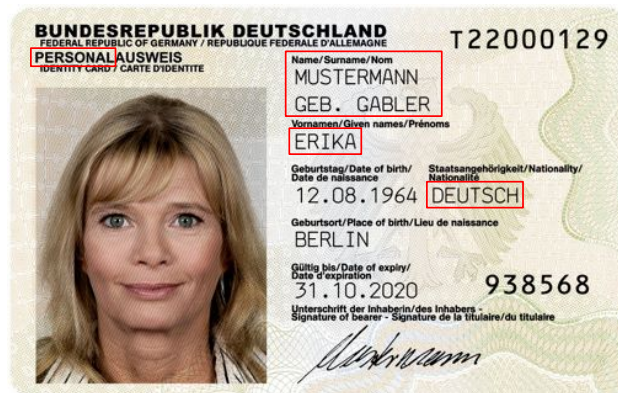 BUNDESREPUBLIK DEUTSCHLAND
FEDERAL REPUBLIC OF GERMANY / REPUBLIQUE FEDERALE D'ALLEMAGNE
PERSONALAUSWEIS
IDENTITY CARD / CARTE D'IDENTITE
T22000129
Name/Surname/Nom
MUSTERMANN
GEB. GABLER
Vornamen/Given names/Prénoms
ERIKA
Geburtstag/Date of birth/
Date de naissance
12.08.1964
Staatsangehörigkeit/Nationality/
Nationalité
DEUTSCH
Geburtsort/Place of birth/Lieu de naissance
BERLIN
Gültig bis/Date of expiry/
Date d'expiration
31.10.2020
938568
Unterschrift der Inhaberin/des Inhabers -
Signature of bearer - Signature de la titulaire/du titulaire
Mustermann